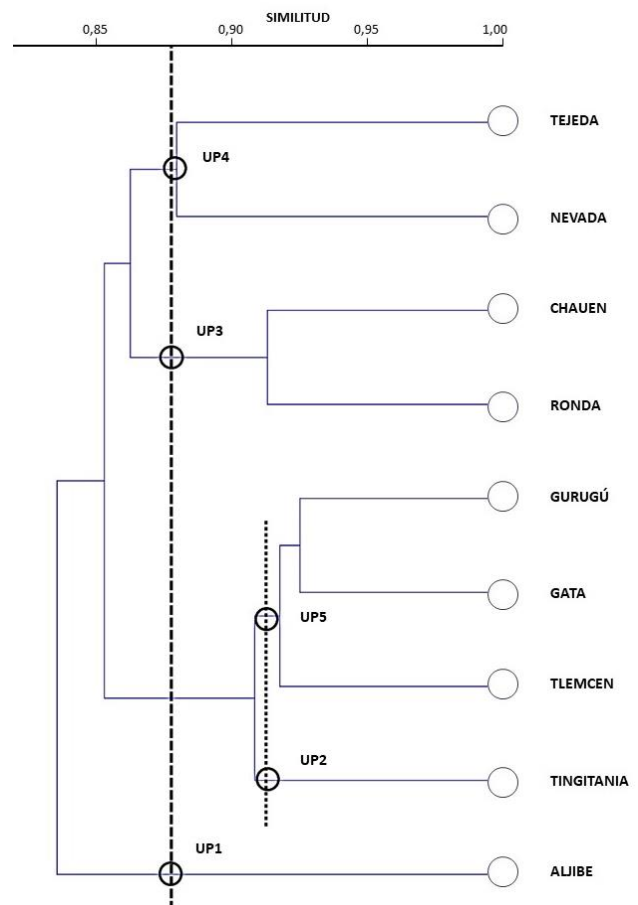 SIMILITUD
0,85 0,90 0,95 1,00
TEJEDA
UP4
NEVADA
CHAUEN
UP3
RONDA
GURUGÚ
GATA
UP5
TLEMCEN
UP2
TINGITANIA
UP1
ALJIBE